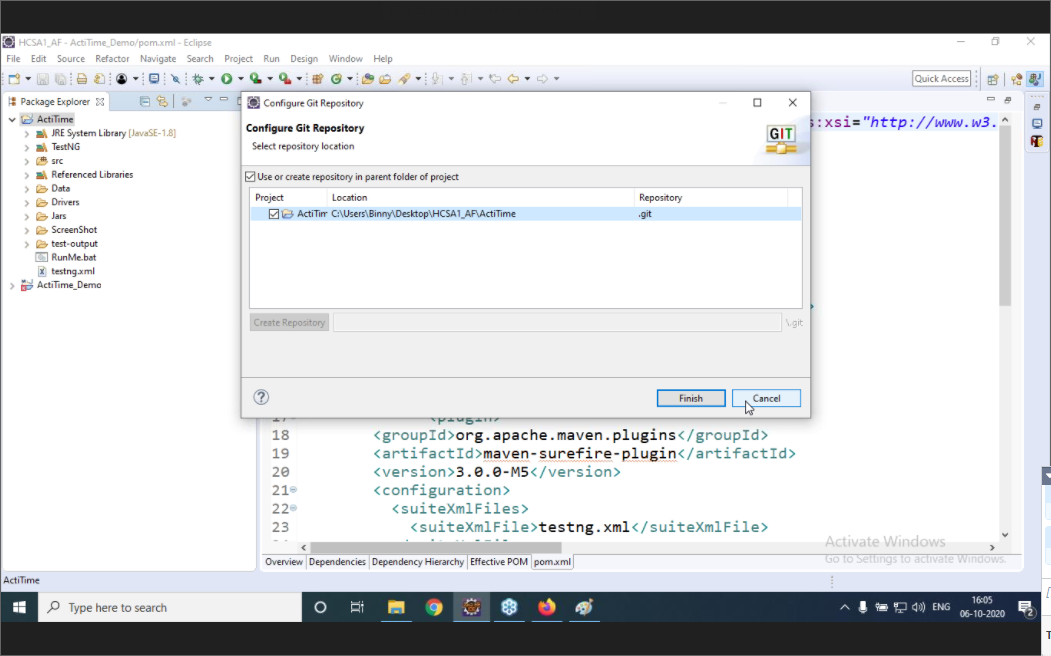 HCSA1_AF - ActiTime_Demo/pom.xml - Eclipse
File Edit Source Refactor Navigate Search Project Run Design Window Help
Quick Access
Package Explorer
ActiTime
JRE System Library [JavaSE-1.8]
TestNG
src
Referenced Libraries
Data
Drivers
Jars
ScreenShot
test-output
RunMe.bat
testng.xml
ActiTime_Demo
Configure Git Repository
Configure Git Repository
Select repository location
GIT
Use or create repository in parent folder of project
Project Location Repository
ActiTim C:\Users\Binny\Desktop\HCSA1_AF\ActiTime .git
Create Repository \.git
? Finish Cancel
s:xsi="http://www.w3.
17 <plugin>
18 <groupId>org.apache.maven.plugins</groupId>
19 <artifactId>maven-surefire-plugin</artifactId>
20 <version>3.0.0-M5</version>
21 <configuration>
22 <suiteXmlFiles>
23 <suiteXmlFile>testng.xml</suiteXmlFile>
Activate Windows
Go to Settings to activate Windows.
Overview Dependencies Dependency Hierarchy Effective POM pom.xml
ActiTime
Type here to search
ENG
16:05
06-10-2020
2